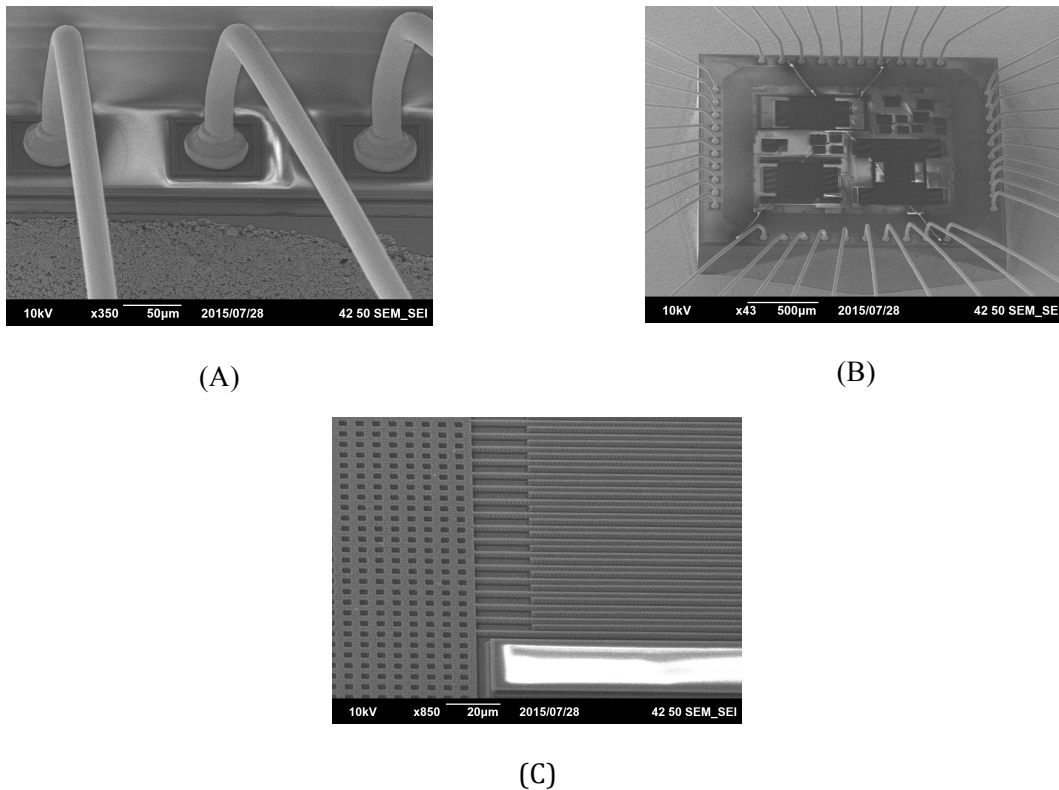 10kV x350 50μm 2015/07/28 42 50 SEM_SEI
10kV x43 500μm 2015/07/28 42 50 SEM_SE
(A)
(B)
10kV x850 20μm 2015/07/28 42 50 SEM_SEI
(C)